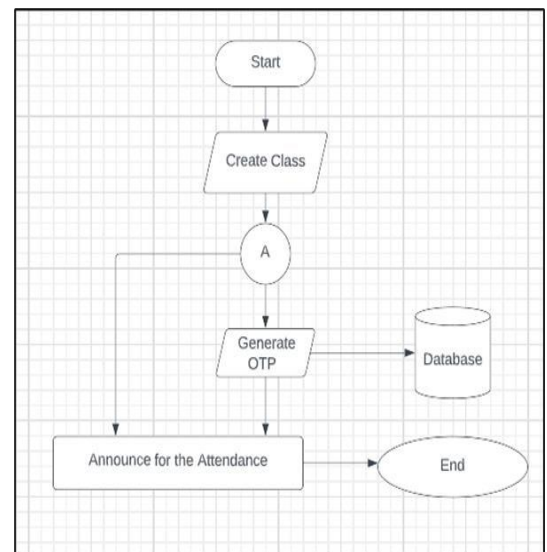 Start
Create Class
A
Generate
OTP
Database
Announce for the Attendance
End